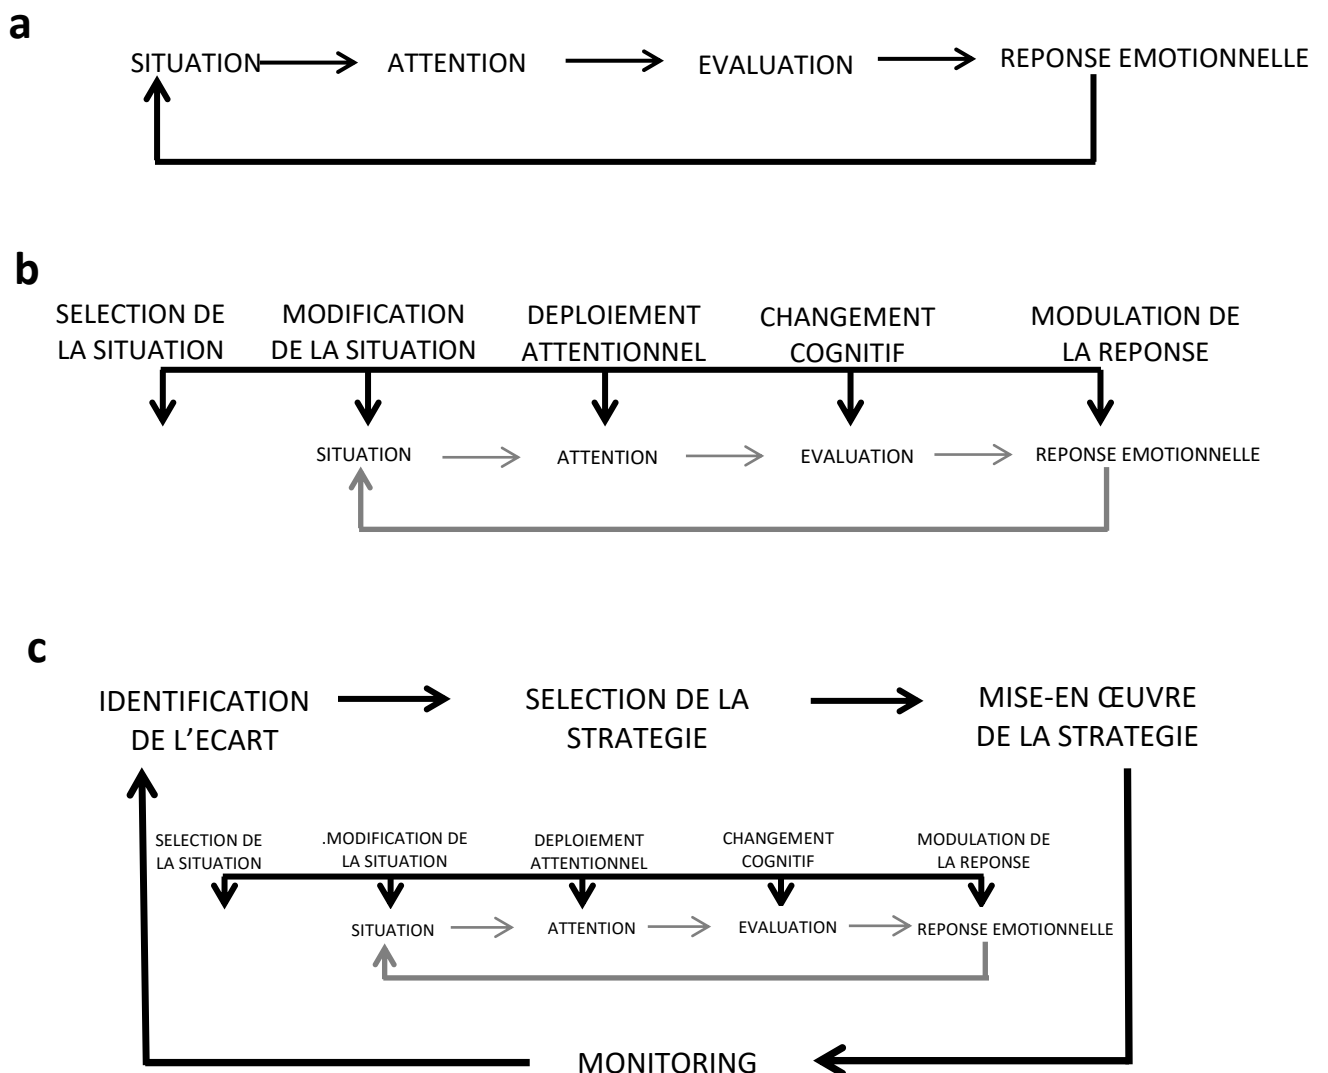 a
SITUATION ATTENTION EVALUATION REPONSE EMOTIONNELLE
b
SELECTION DE MODIFICATION DEPLOIEMENT CHANGEMENT MODULATION DE
LA SITUATION DE LA SITUATION ATTENTIONNEL COGNITIF LA REPONSE
SITUATION ATTENTION EVALUATION REPONSE EMOTIONNELLE
c
IDENTIFICATION SELECTION DE LA MISE-EN ŒUVRE
DE L’ECART STRATEGIE DE LA STRATEGIE
SELECTION DE .MODIFICATION DE DEPLOIEMENT CHANGEMENT MODULATION DE
LA SITUATION LA SITUATION ATTENTIONNEL COGNITIF LA REPONSE
SITUATION ATTENTION EVALUATION REPONSE EMOTIONNELLE
MONITORING